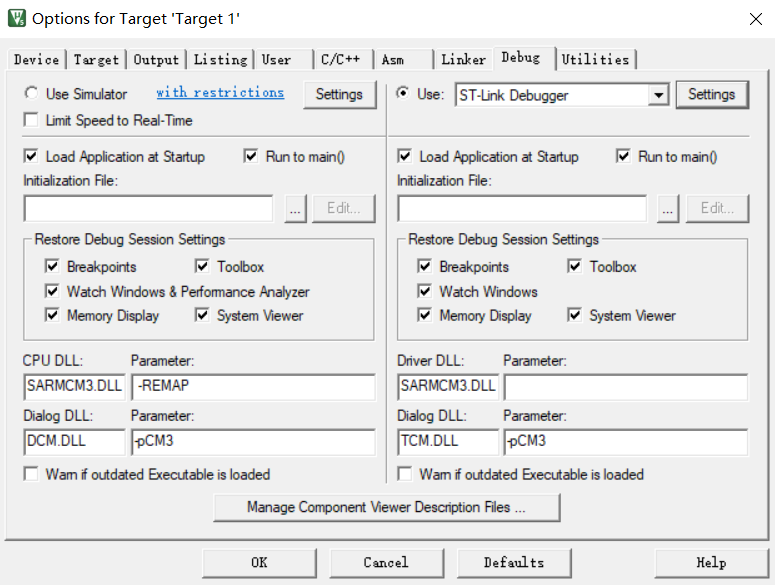 Options for Target 'Target 1'
Device Target Output Listing User C/C++ Asm Linker Debug Utilities
Use Simulator with restrictions Settings Use: ST-Link Debugger Settings
Limit Speed to Real-Time
Load Application at Startup Run to main() Load Application at Startup Run to main()
Initialization File: Initialization File:
... Edit... ... Edit...
Restore Debug Session Settings Restore Debug Session Settings
Breakpoints Toolbox Breakpoints Toolbox
Watch Windows & Performance Analyzer Watch Windows
Memory Display System Viewer Memory Display System Viewer
CPU DLL: Parameter: Driver DLL: Parameter:
SARMCM3.DLL -REMAP SARMCM3.DLL
Dialog DLL: Parameter: Dialog DLL: Parameter:
DCM.DLL -pCM3 TCM.DLL -pCM3
Warn if outdated Executable is loaded Warn if outdated Executable is loaded
Manage Component Viewer Description Files ...
OK Cancel Defaults Help